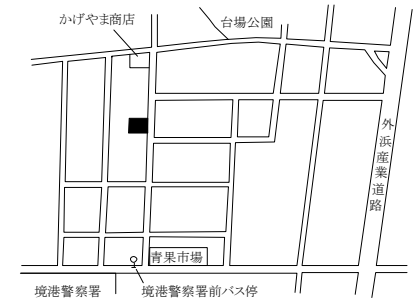 かげやま商店
台場公園
外浜産業道路
青果市場
境港警察署
境港警察署前バス停